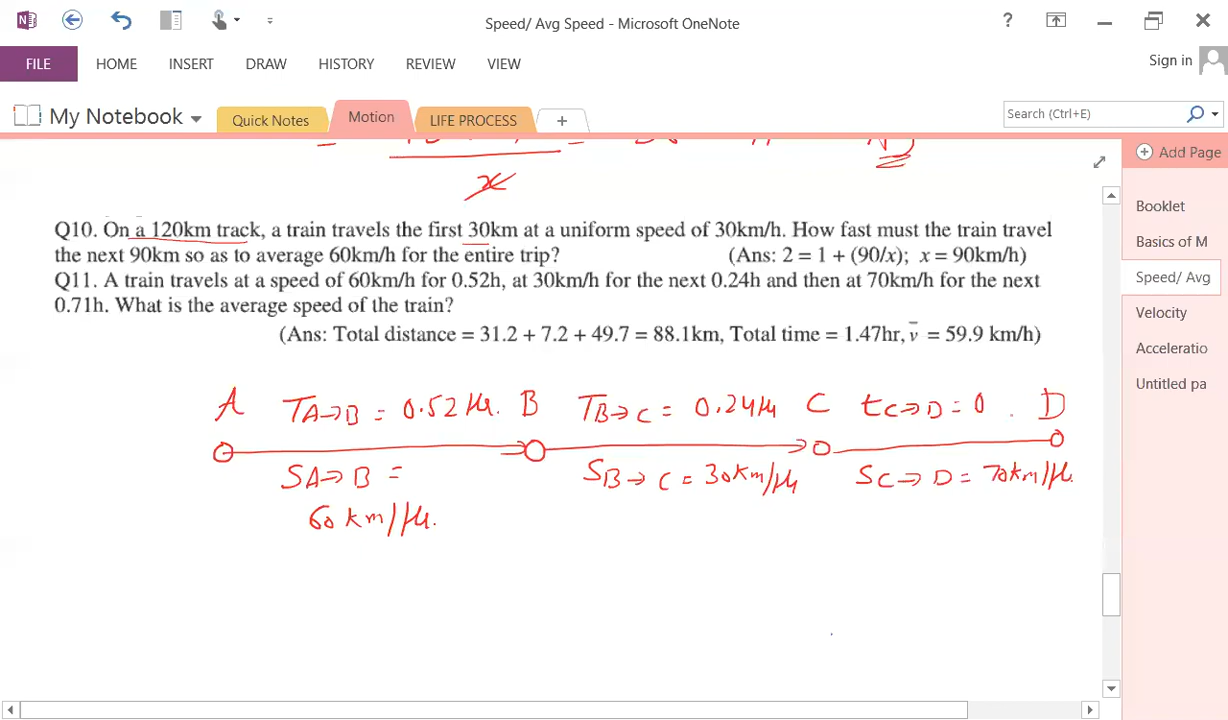 Speed/ Avg Speed - Microsoft OneNote
FILE HOME INSERT DRAW HISTORY REVIEW VIEW Sign in
My Notebook Quick Notes Motion LIFE PROCESS + Search (Ctrl+E)
Add Page
Booklet
Basics of M
Speed/ Avg
Velocity
Acceleratio
Untitled pa
x
Q10. On a 120km track, a train travels the first 30km at a uniform speed of 30km/h. How fast must the train travel
the next 90km so as to average 60km/h for the entire trip? (Ans: 2 = 1 + (90/x); x = 90km/h)
Q11. A train travels at a speed of 60km/h for 0.52h, at 30km/h for the next 0.24h and then at 70km/h for the next
0.71h. What is the average speed of the train?
(Ans: Total distance = 31.2 + 7.2 + 49.7 = 88.1km, Total time = 1.47hr, v̅ = 59.9 km/h)
A TA→B = 0.52 Hr. B TB→C = 0.24 Hr C tC→D = 0 . D
SA→B = SB→C = 30km/Hr SC→D = 70km/Hr.
60 km/Hr.